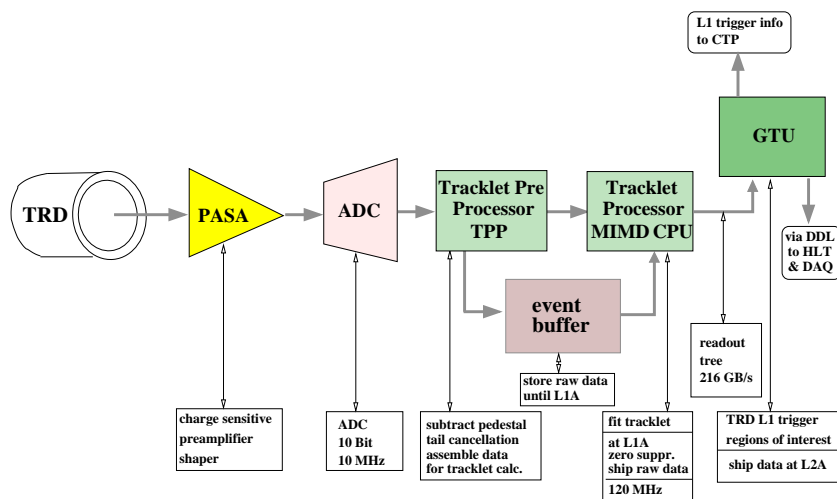 L1 trigger info
to CTP
GTU
TRD
PASA
ADC
Tracklet Pre
Processor
TPP
Tracklet
Processor
MIMD CPU
via DDL
to HLT
& DAQ
event
buffer
readout
tree
216 GB/s
store raw data
until L1A
charge sensitive
preamplifier
shaper
ADC
10 Bit
10 MHz
subtract pedestal
tail cancellation
assemble data
for tracklet calc.
fit tracklet
at L1A
zero suppr.
ship raw data
120 MHz
TRD L1 trigger
regions of interest
ship data at L2A